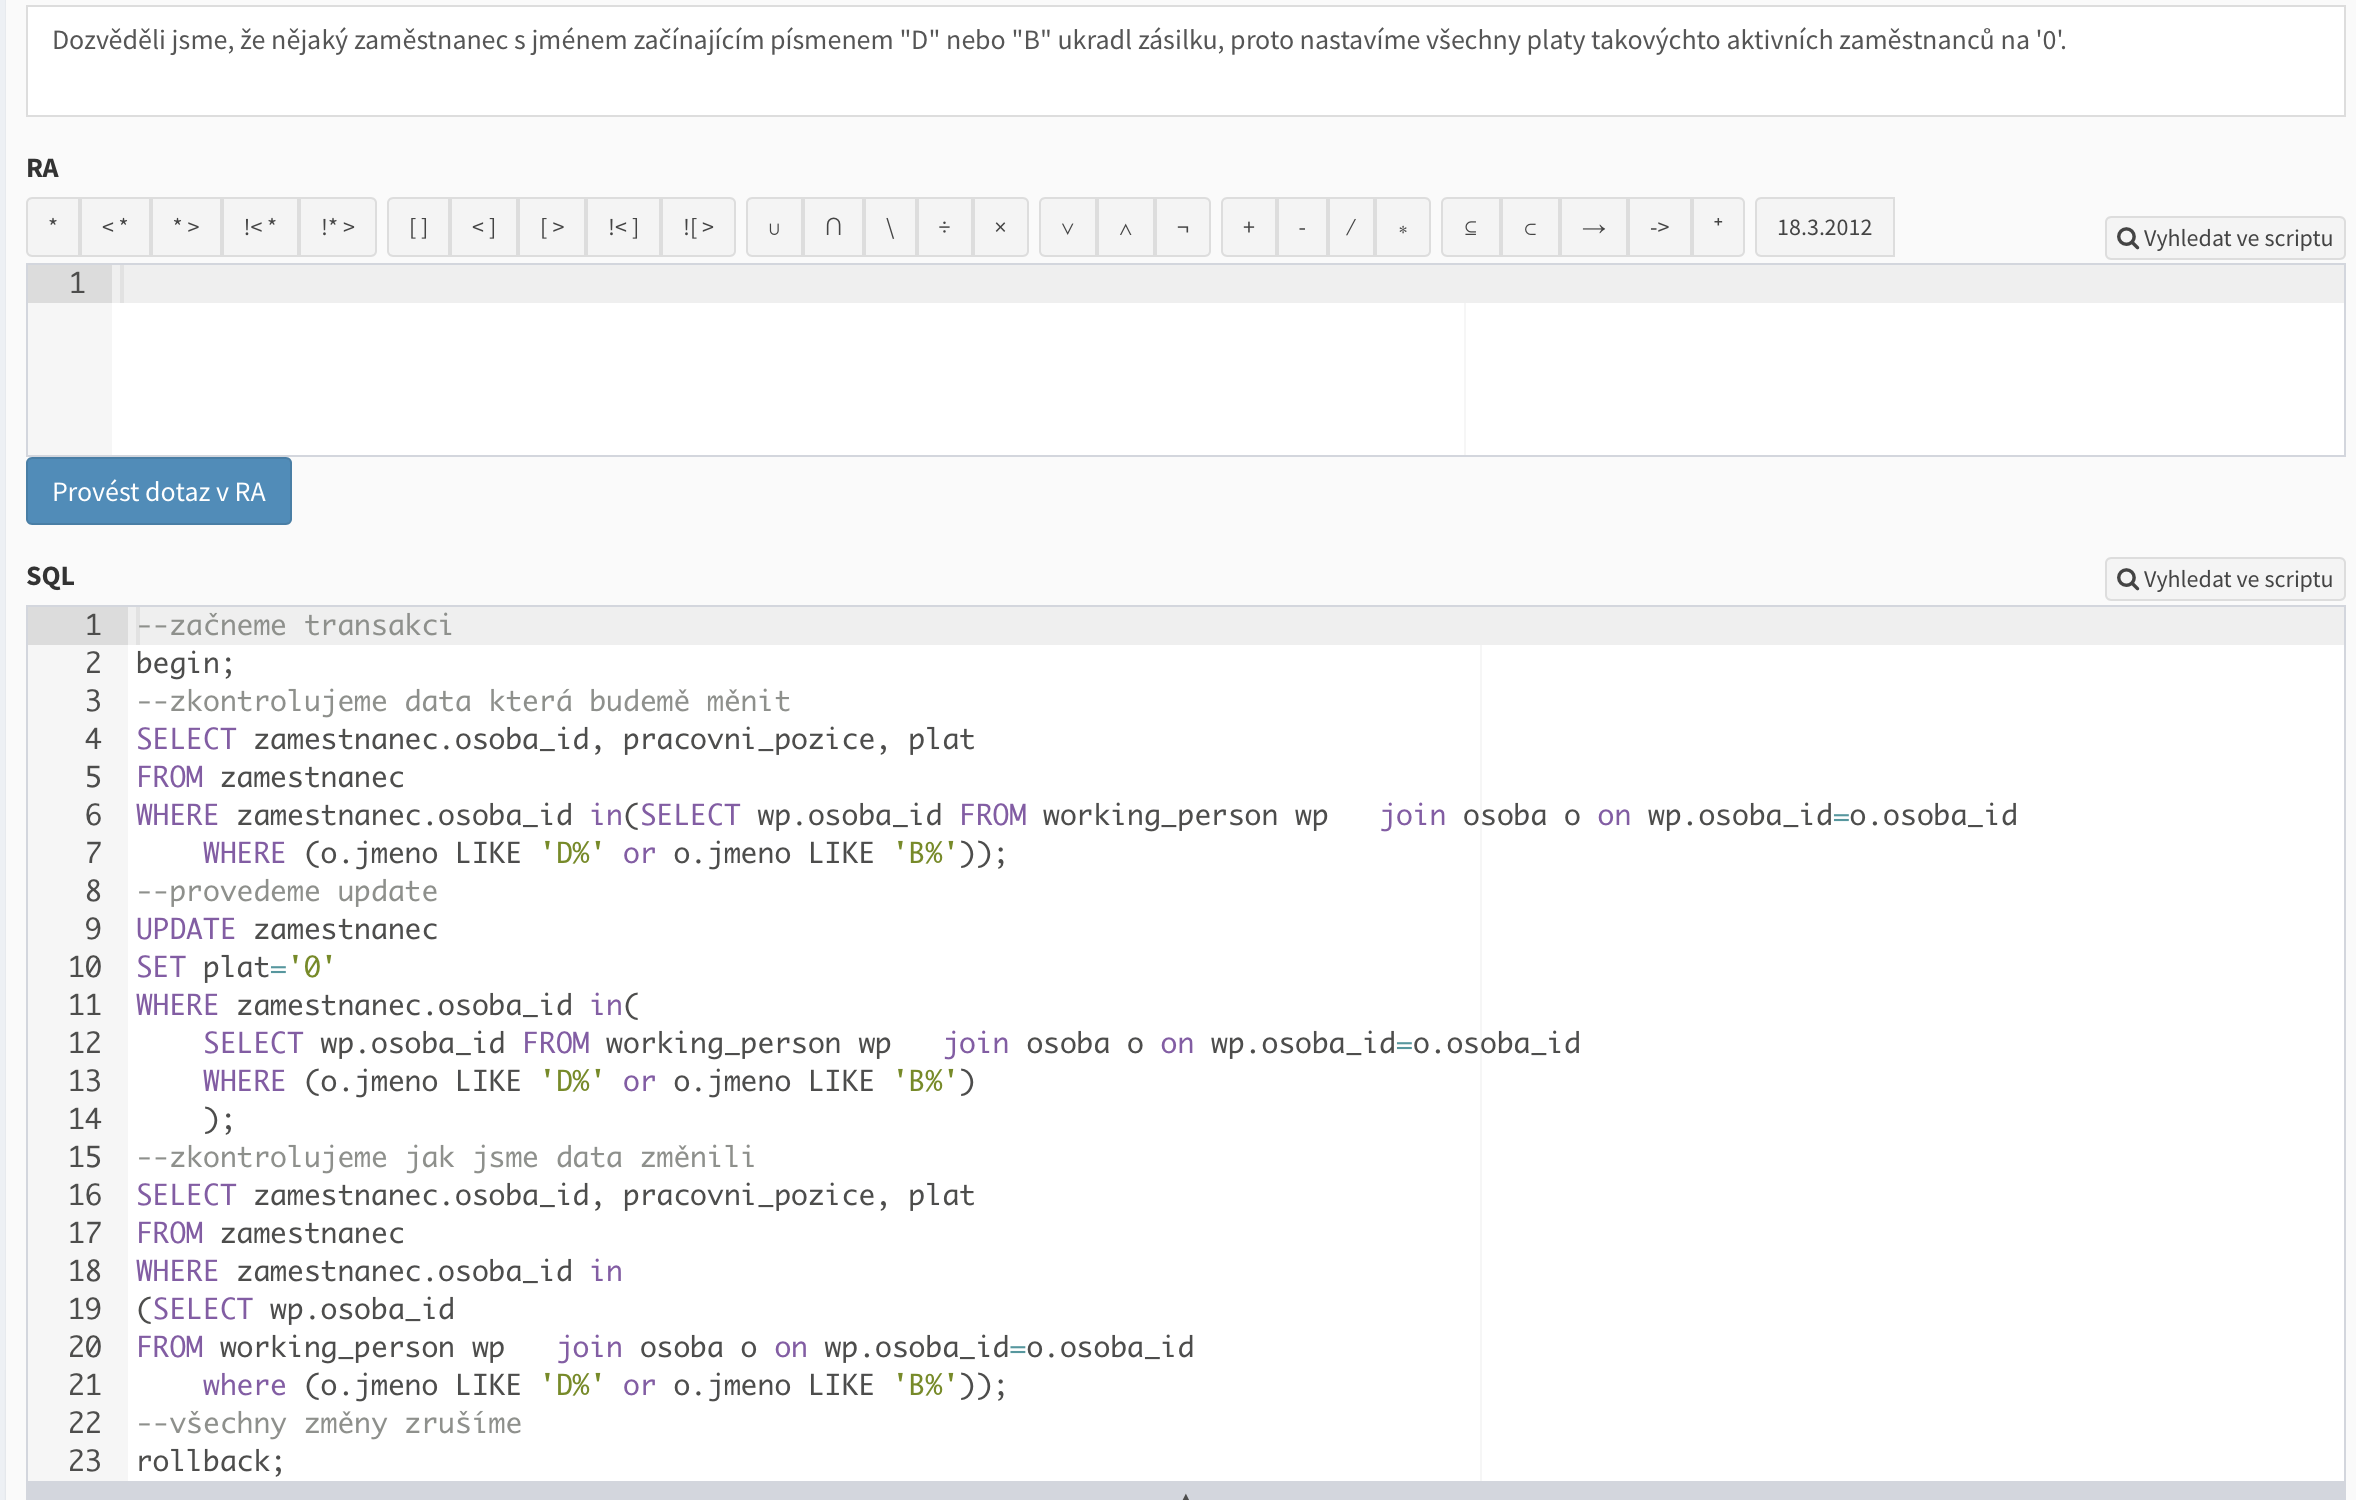 Dozvěděli jsme, že nějaký zaměstnanec s jménem začínajícím písmenem "D" nebo "B" ukradl zásilku, proto nastavíme všechny platy takovýchto aktivních zaměstnanců na '0'.
RA
* <* *> !<* !*> [] <] [> !<] ![> ∪ ⋂ \ ÷ × ∨ ∧ ¬ + - / * ⊆ ⊂ → -> + 18.3.2012 Vyhledat ve scriptu
1
Provést dotaz v RA
SQL Vyhledat ve scriptu
1 --začneme transakci
2 begin;
3 --zkontrolujeme data která budemě měnit
4 SELECT zamestnanec.osoba_id, pracovni_pozice, plat
5 FROM zamestnanec
6 WHERE zamestnanec.osoba_id in(SELECT wp.osoba_id FROM working_person wp   join osoba o on wp.osoba_id=o.osoba_id
7     WHERE (o.jmeno LIKE 'D%' or o.jmeno LIKE 'B%'));
8 --provedeme update
9 UPDATE zamestnanec
10 SET plat='0'
11 WHERE zamestnanec.osoba_id in(
12     SELECT wp.osoba_id FROM working_person wp   join osoba o on wp.osoba_id=o.osoba_id
13     WHERE (o.jmeno LIKE 'D%' or o.jmeno LIKE 'B%')
14     );
15 --zkontrolujeme jak jsme data změnili
16 SELECT zamestnanec.osoba_id, pracovni_pozice, plat
17 FROM zamestnanec
18 WHERE zamestnanec.osoba_id in
19 (SELECT wp.osoba_id
20 FROM working_person wp   join osoba o on wp.osoba_id=o.osoba_id
21     where (o.jmeno LIKE 'D%' or o.jmeno LIKE 'B%'));
22 --všechny změny zrušíme
23 rollback;